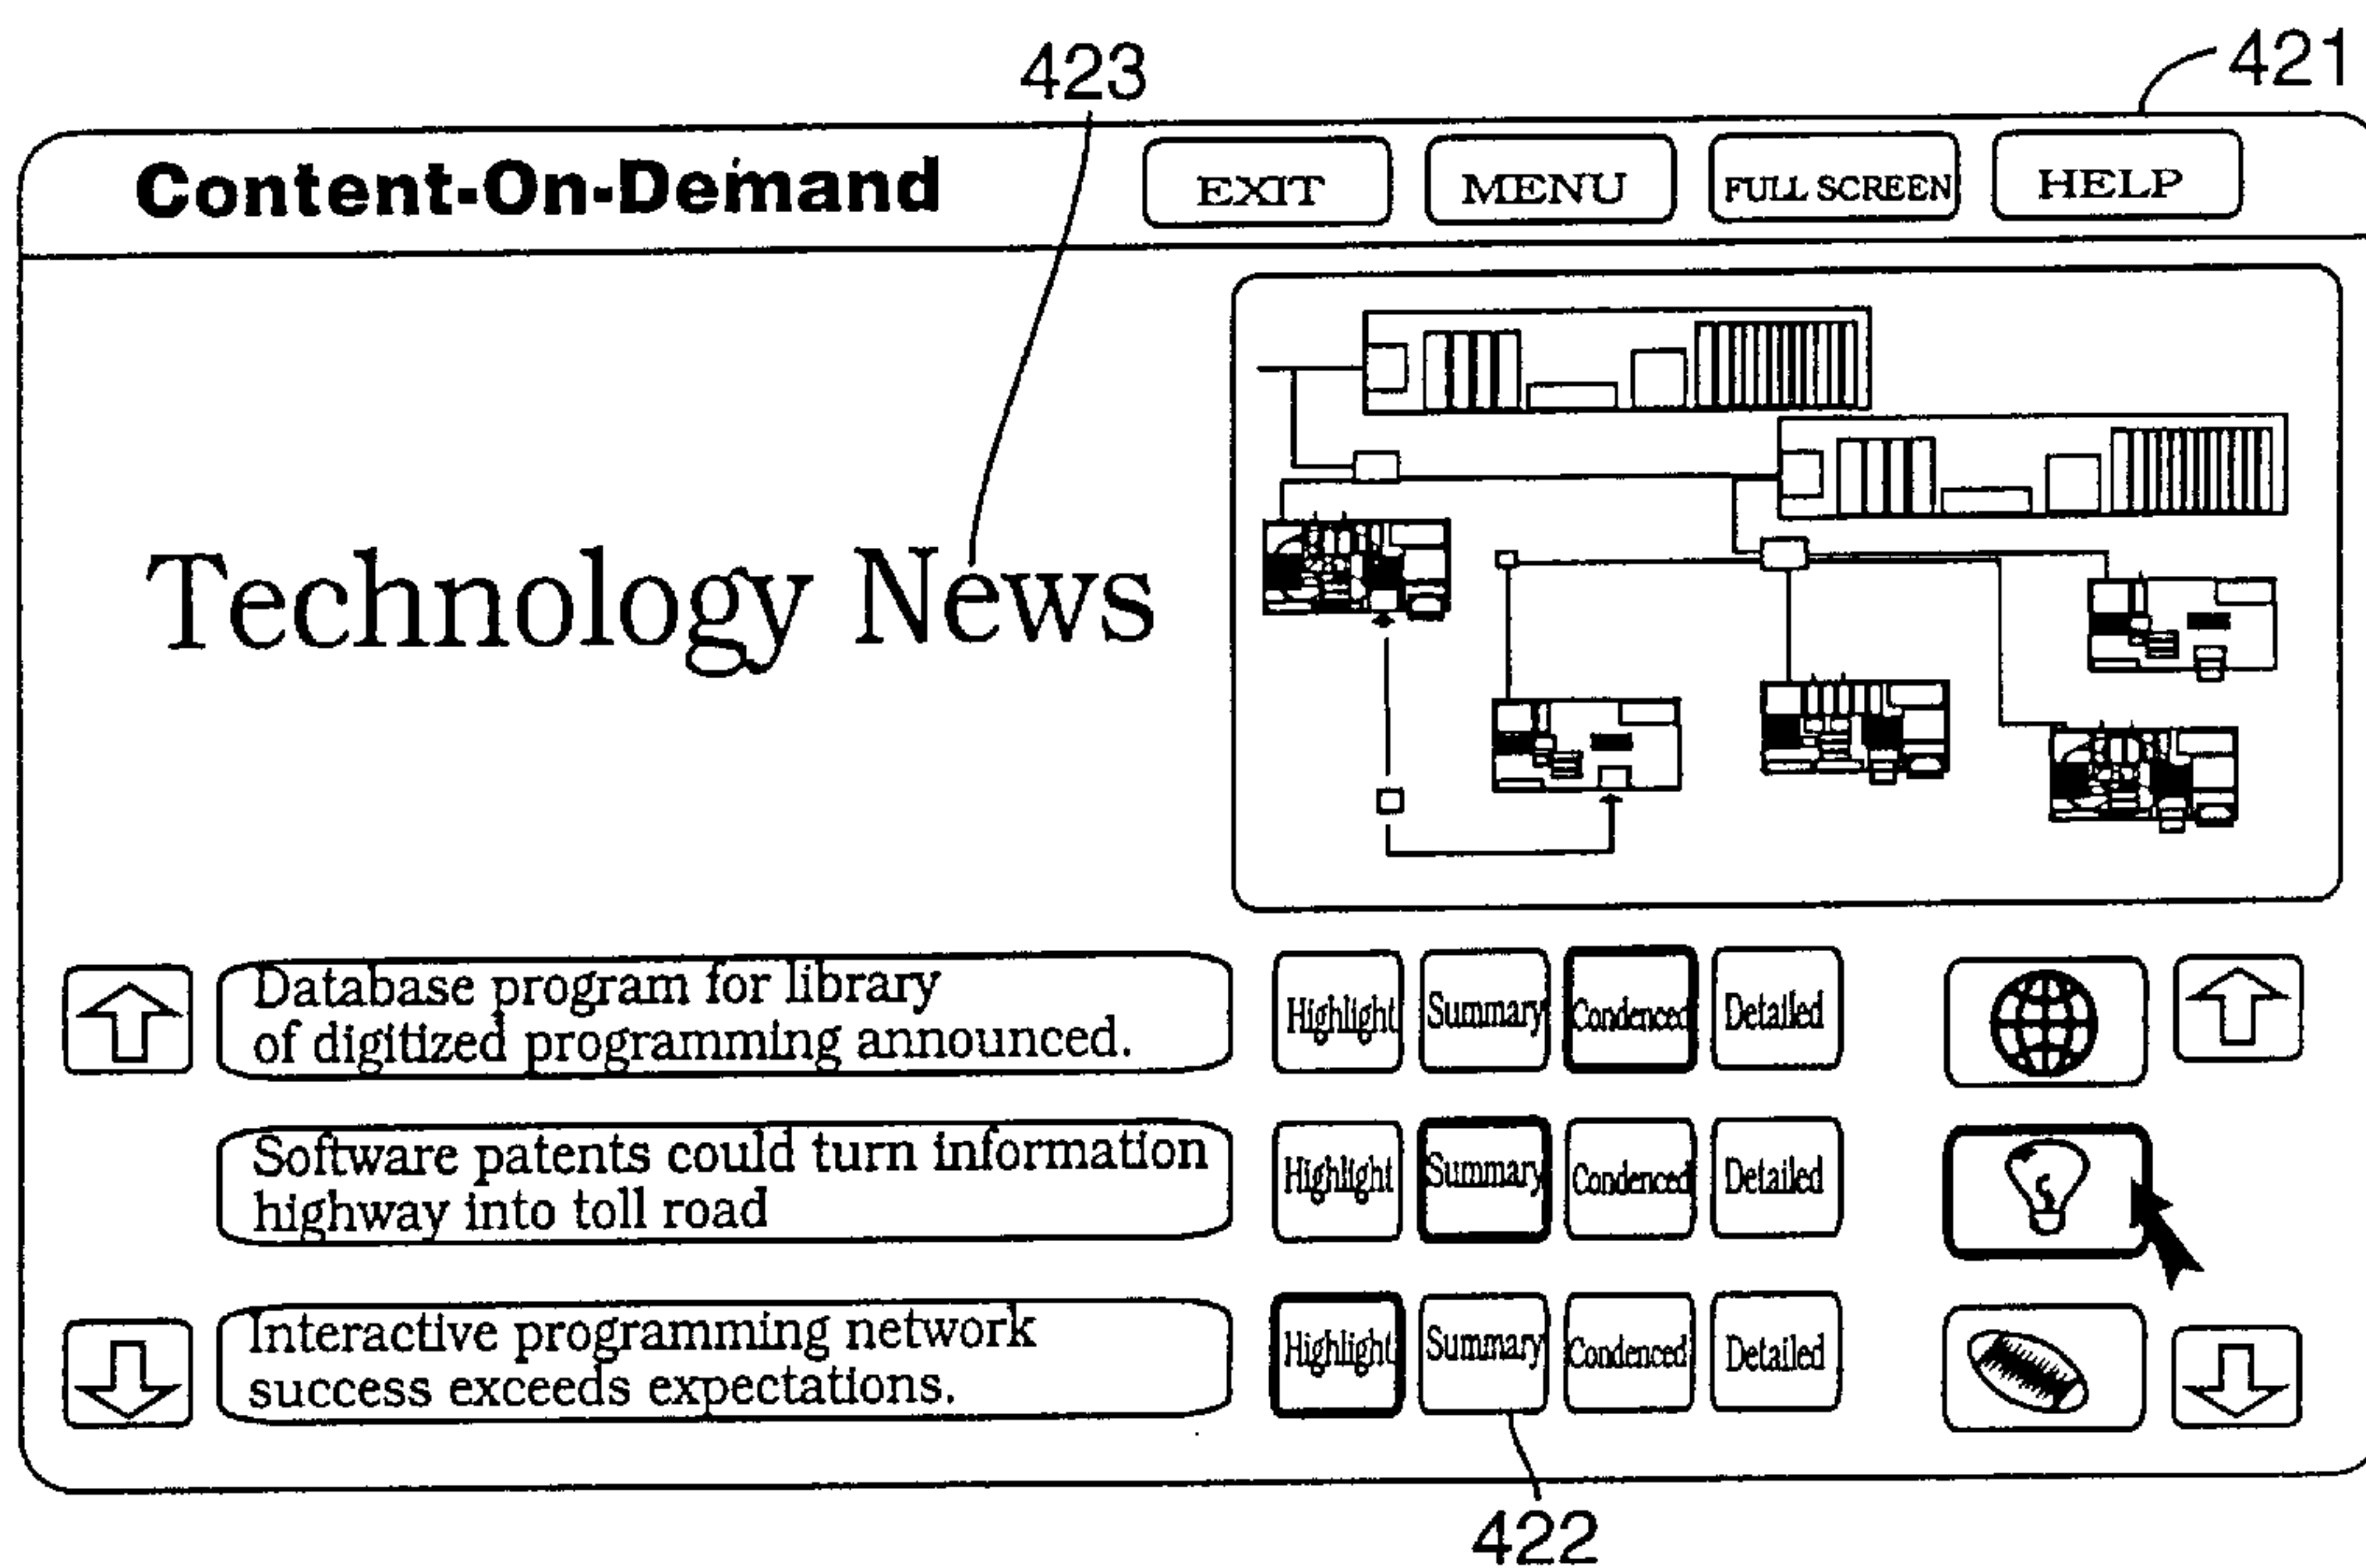 423
421
Content-On-Demand
EXIT
MENU
FULL SCREEN
HELP
Technology News
Database program for library
of digitized programming announced.
Highlight
Summary
Condenced
Detailed
Software patents could turn information
highway into toll road
Highlight
Summary
Condenced
Detailed
Interactive programming network
success exceeds expectations.
Highlight
Summary
Condenced
Detailed
422